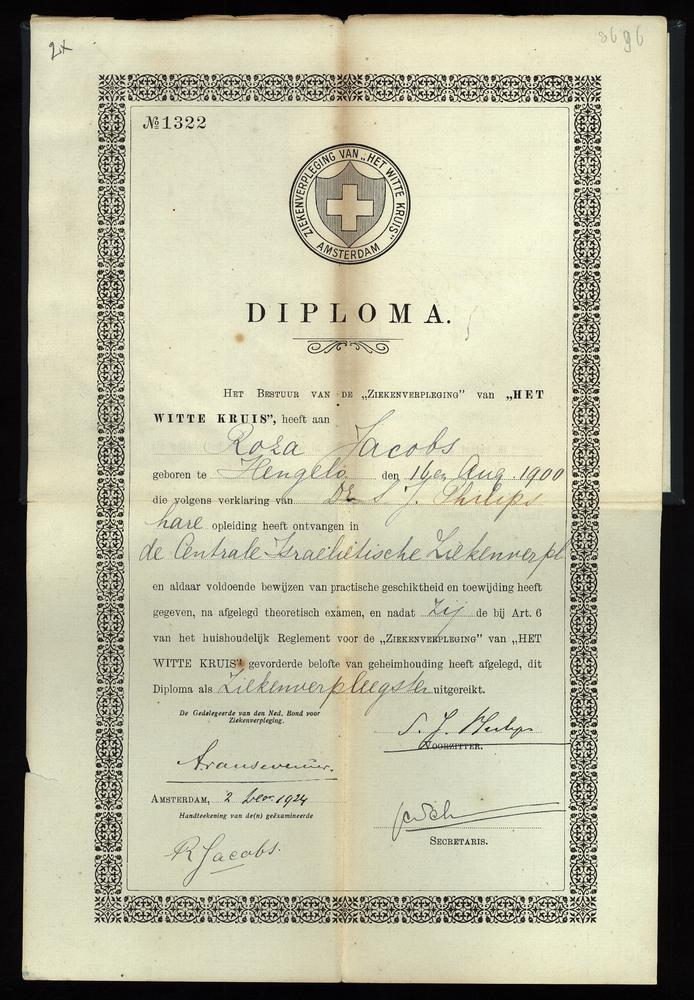 2x
8696
№ 1322
ZIEKENVERPLEGING VAN „HET WITTE KRUIS"
AMSTERDAM
DIPLOMA.
HET BESTUUR VAN DE „ZIEKENVERPLEGING" van „HET
WITTE KRUIS", heeft aan
Roza Jacobs
geboren te Hengelo den 16en Aug. 1900
die volgens verklaring van Dr S. J. Philips
hare opleiding heeft ontvangen in
de Centrale Israëlietische Ziekenverpl
en aldaar voldoende bewijzen van practische geschiktheid en toewijding heeft
gegeven, na afgelegd theoretisch examen, en nadat zij de bij Art. 6
van het huishoudelijk Reglement voor de „ZIEKENVERPLEGING" van „HET
WITTE KRUIS" gevorderde belofte van geheimhouding heeft afgelegd, dit
Diploma als Ziekenverpleegster uitgereikt.
De Gedelegeerde van den Ned. Bond voor
Ziekenverpleging.
S. J. Philips
VOORZITTER.
AMSTERDAM, 2 1924
Handteekening van de(n) geëxamineerde
R Jacobs.
SECRETARIS.